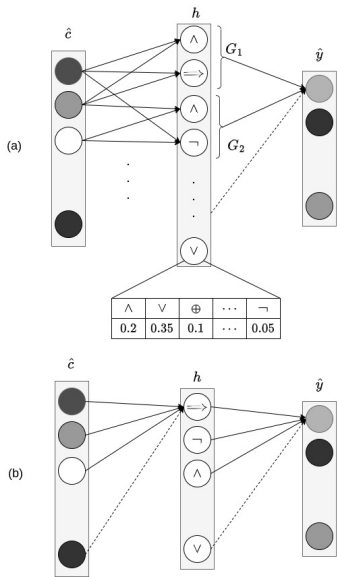 ĉ
h
ŷ
∧
⟹
G₁
∧
¬
G₂
(a)
∨
∧ ∨ ⊕ ··· ¬
0.2 0.35 0.1 ··· 0.05
ĉ
h
ŷ
⟹
¬
∧
(b)
∨